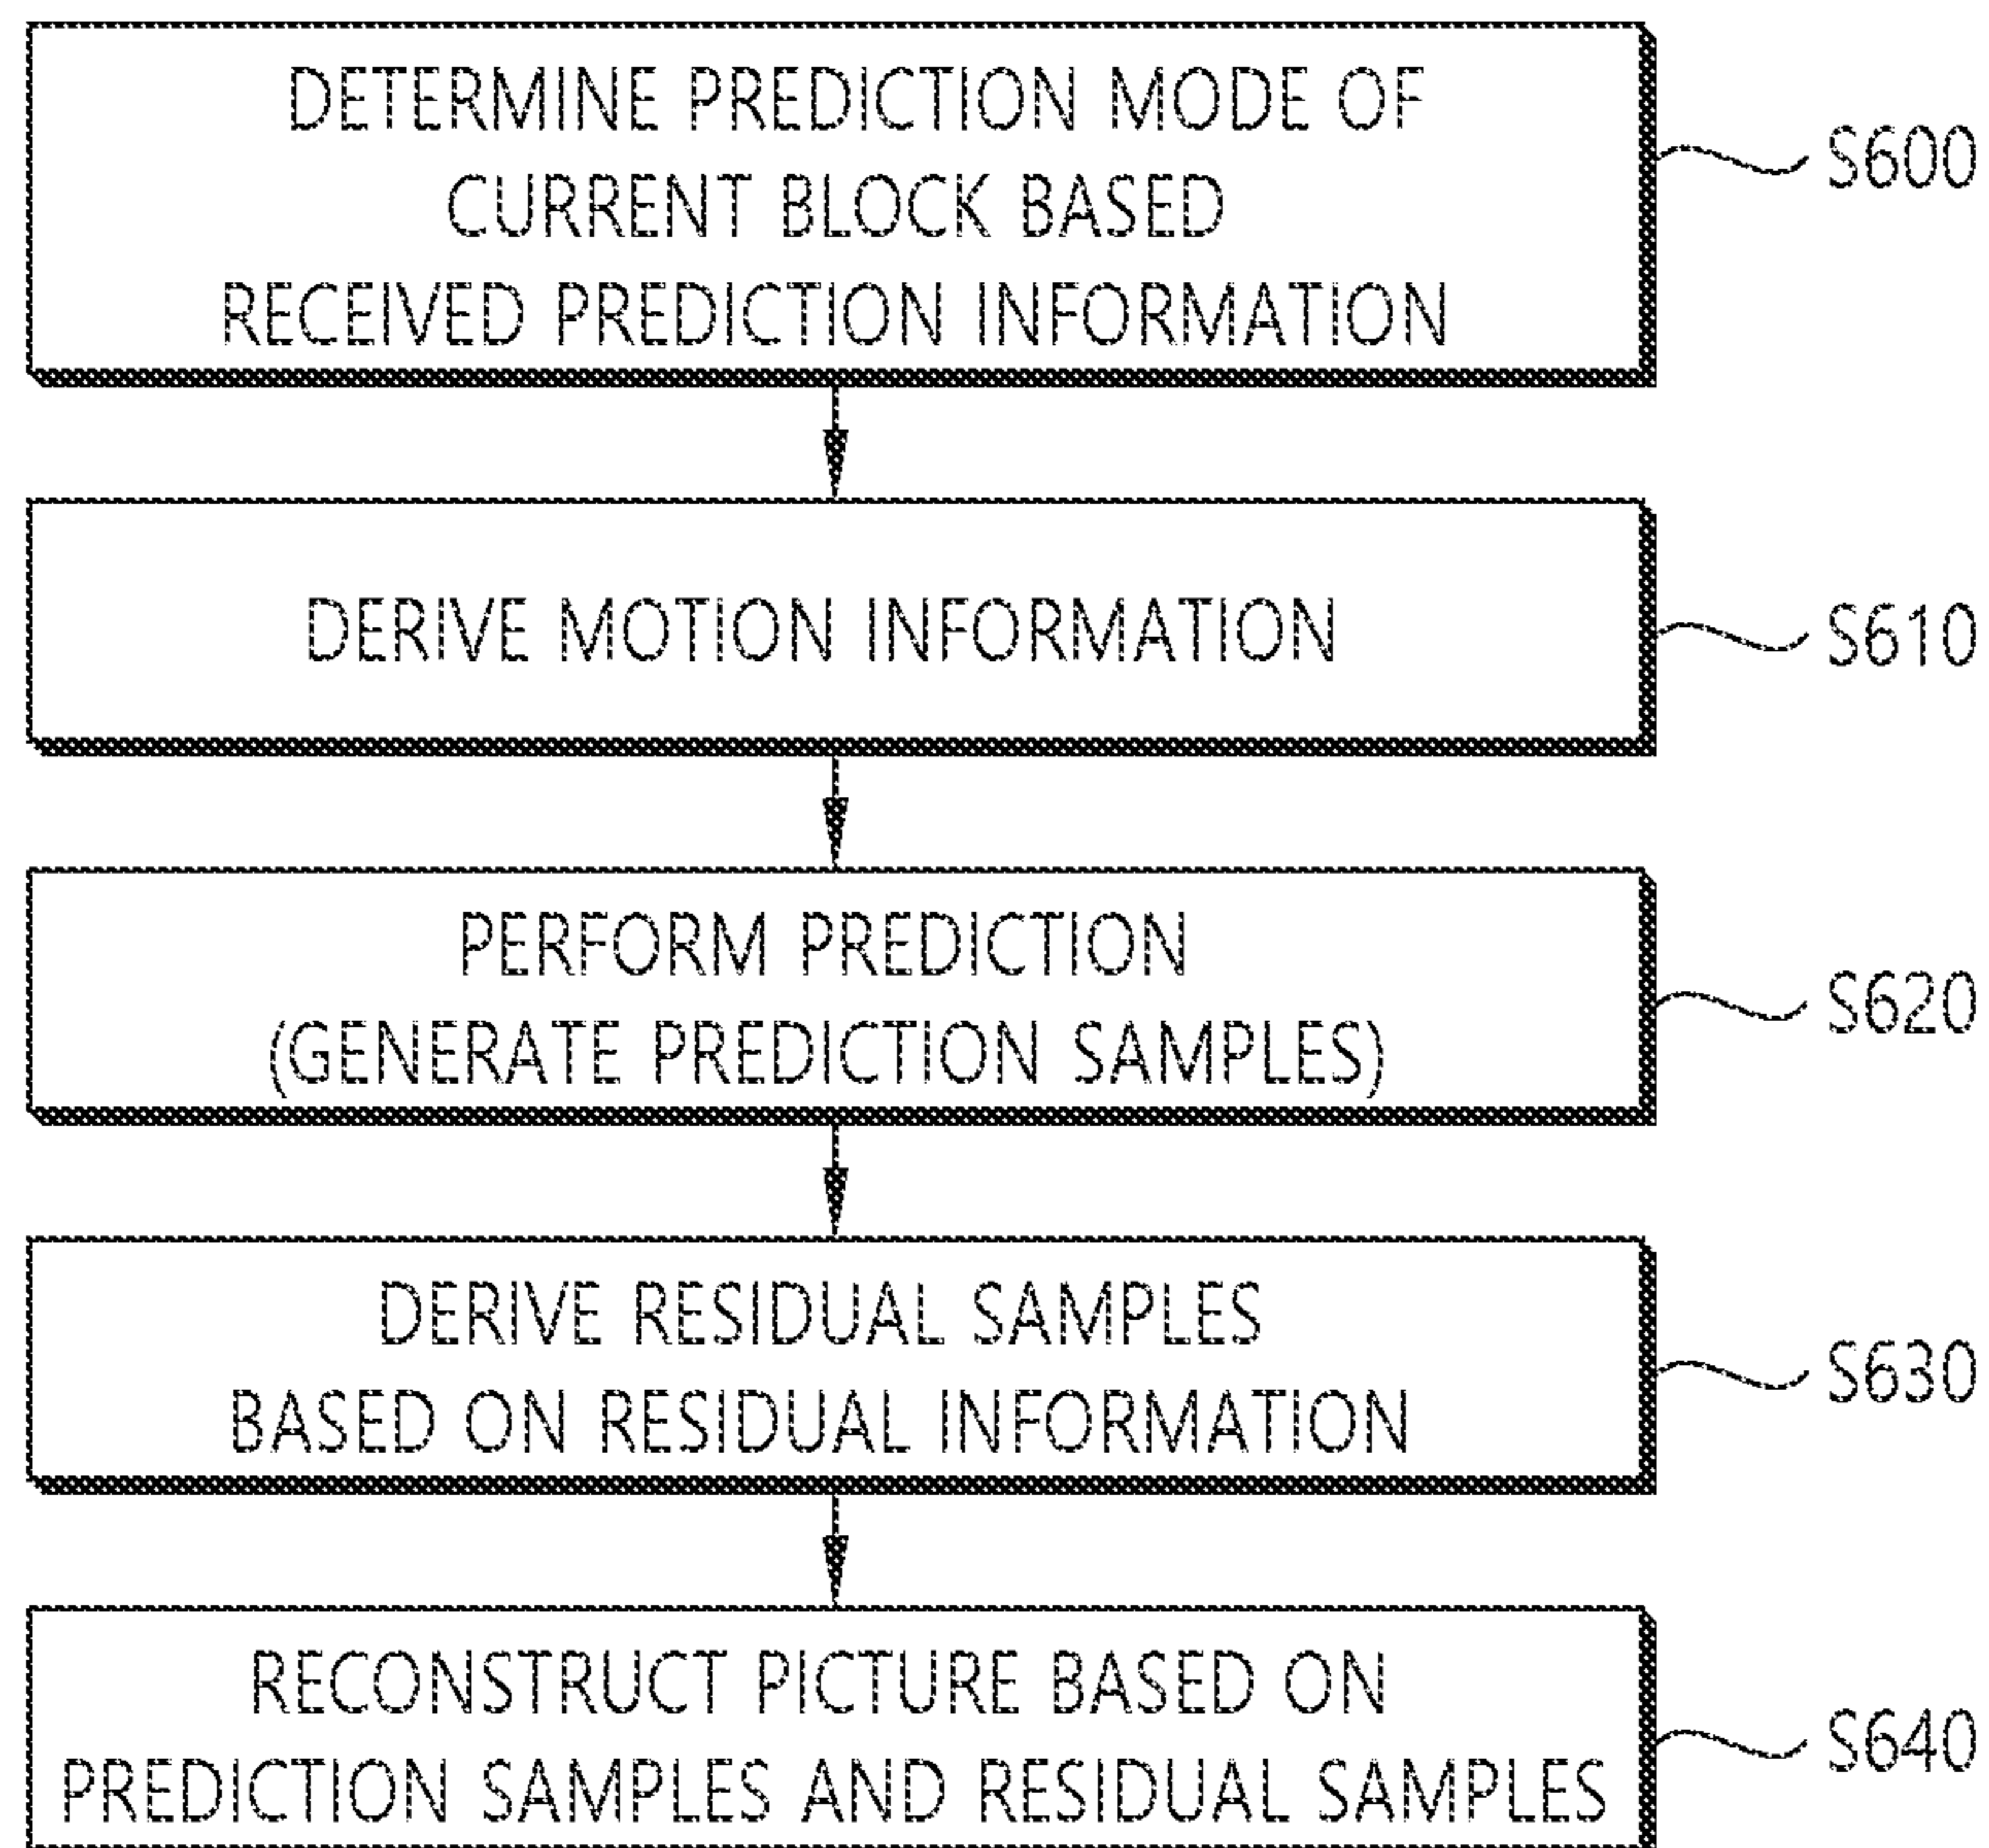 DETERMINE PREDICTION MODE OF
CURRENT BLOCK BASED
RECEIVED PREDICTION INFORMATION
S600
DERIVE MOTION INFORMATION
S610
PERFORM PREDICTION
(GENERATE PREDICTION SAMPLES)
S620
DERIVE RESIDUAL SAMPLES
BASED ON RESIDUAL INFORMATION
S630
RECONSTRUCT PICTURE BASED ON
PREDICTION SAMPLES AND RESIDUAL SAMPLES
S640